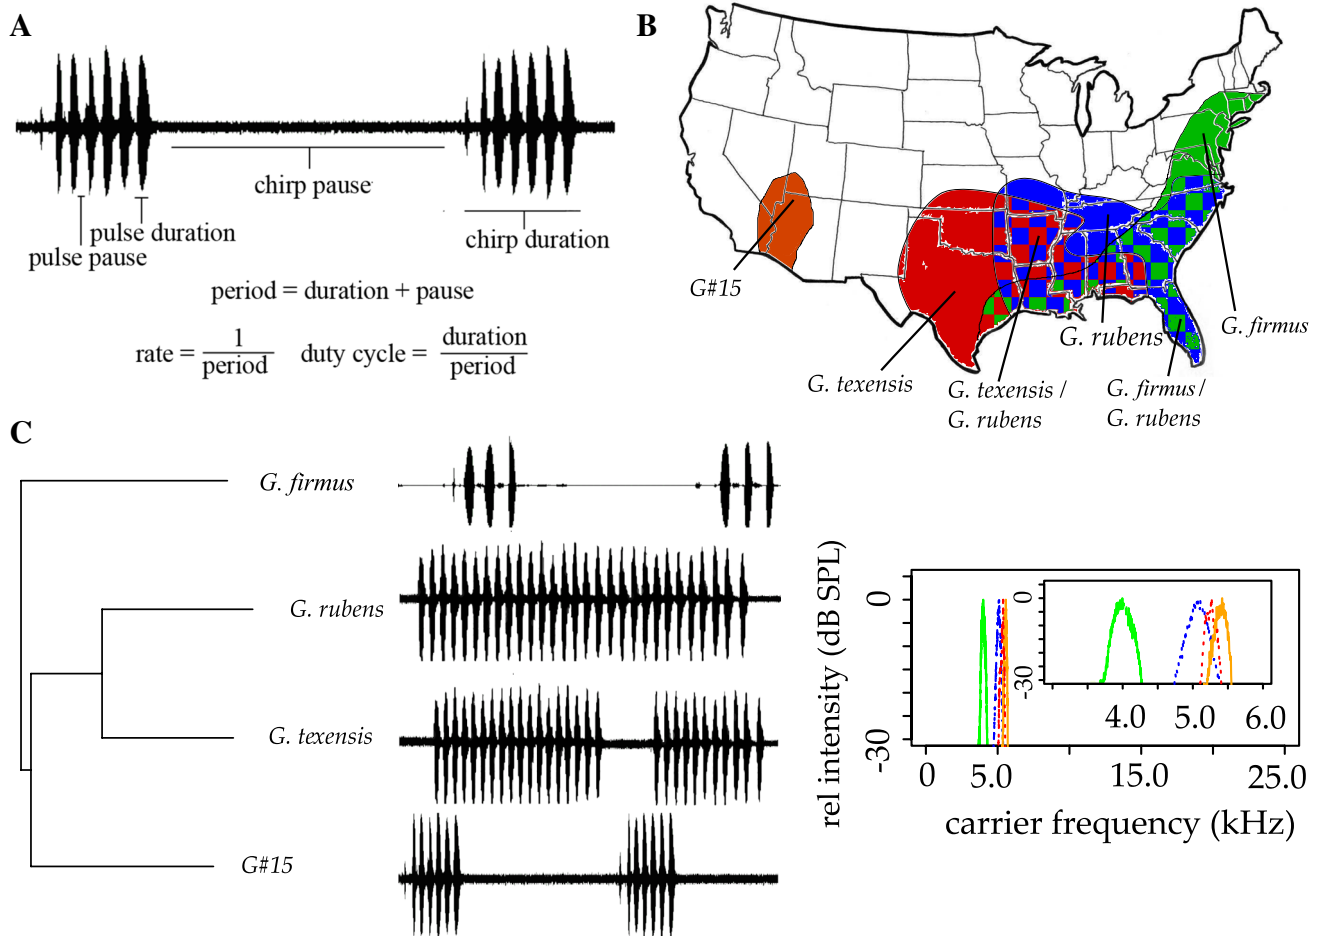 A
chirp pause
pulse duration
pulse pause
chirp duration
period = duration + pause
rate = 1 / period duty cycle = duration / period
B
G#15
G. texensis
G. texensis /
G. rubens
G. rubens
G. firmus /
G. rubens
G. firmus
C
G. firmus
G. rubens
G. texensis
G#15
rel intensity (dB SPL)
0
-30
0 5.0 15.0 25.0
carrier frequency (kHz)
0
-30
4.0 5.0 6.0